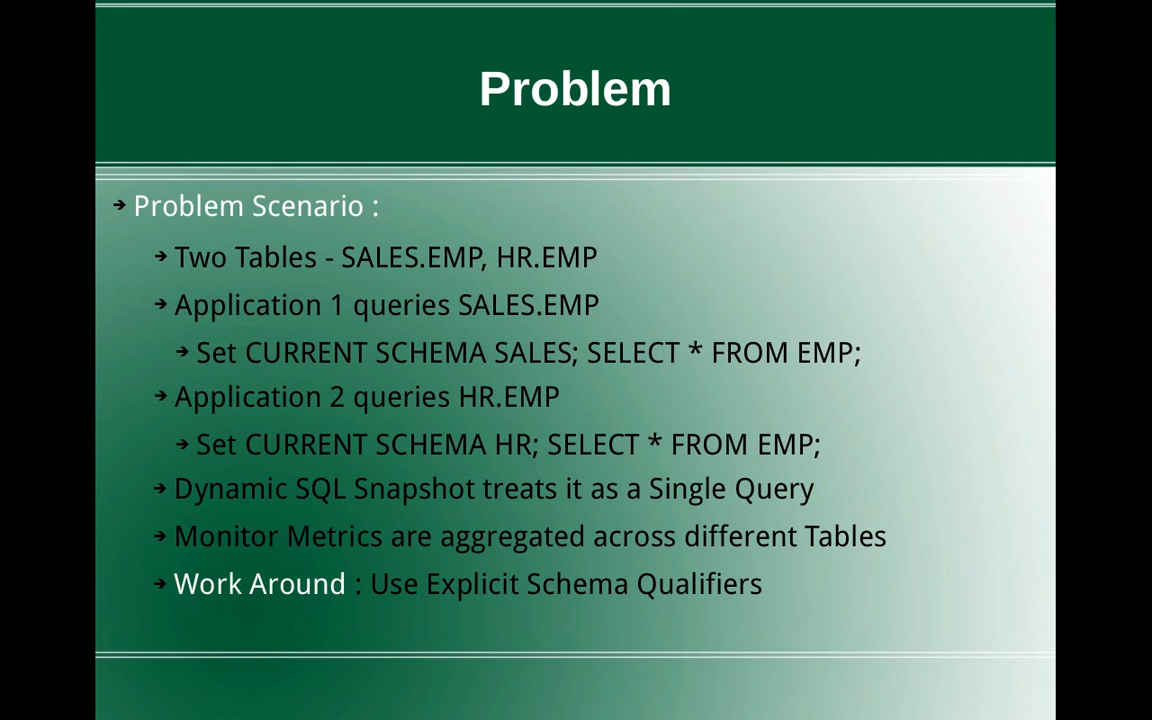 Problem
➔ Problem Scenario :
➔ Two Tables - SALES.EMP, HR.EMP
➔ Application 1 queries SALES.EMP
➔ Set CURRENT SCHEMA SALES; SELECT * FROM EMP;
➔ Application 2 queries HR.EMP
➔ Set CURRENT SCHEMA HR; SELECT * FROM EMP;
➔ Dynamic SQL Snapshot treats it as a Single Query
➔ Monitor Metrics are aggregated across different Tables
➔ Work Around : Use Explicit Schema Qualifiers